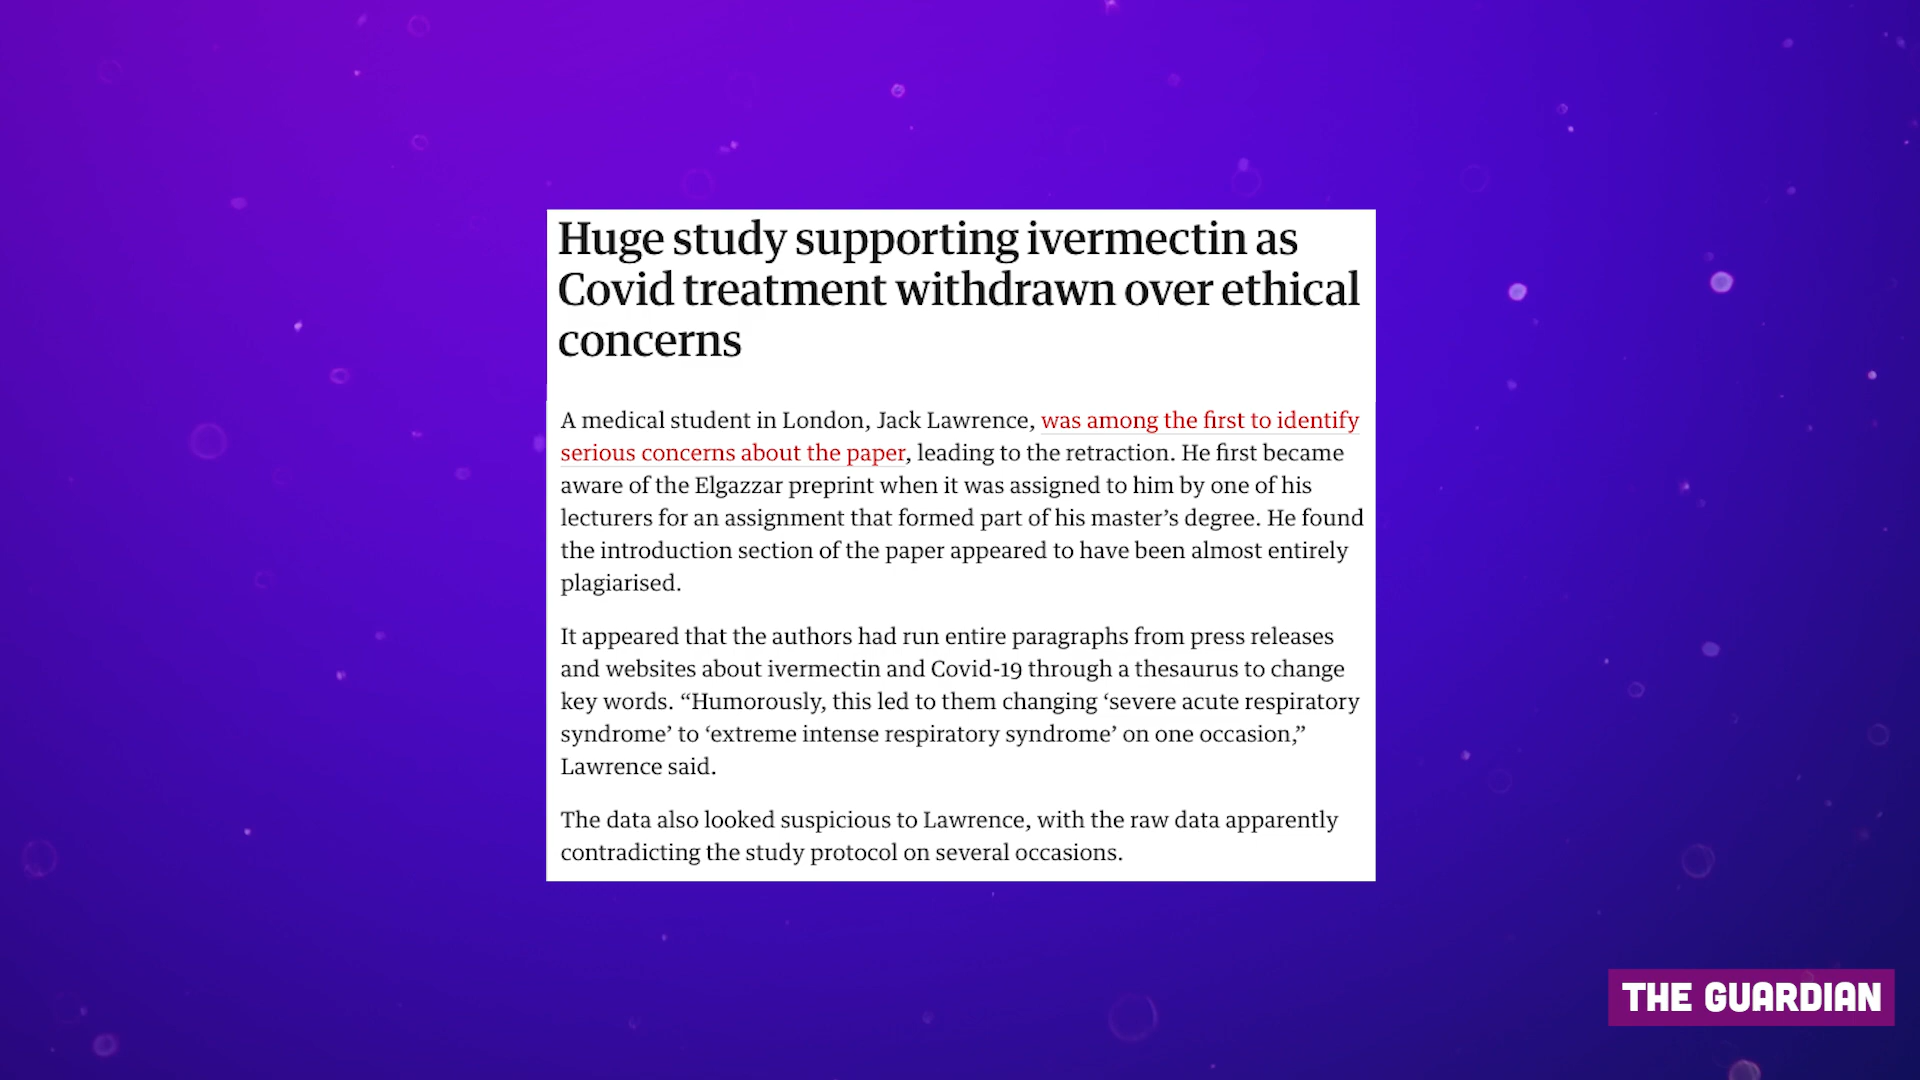 Huge study supporting ivermectin as
Covid treatment withdrawn over ethical
concerns
A medical student in London, Jack Lawrence, was among the first to identify
serious concerns about the paper, leading to the retraction. He first became
aware of the Elgazzar preprint when it was assigned to him by one of his
lecturers for an assignment that formed part of his master’s degree. He found
the introduction section of the paper appeared to have been almost entirely
plagiarised.
It appeared that the authors had run entire paragraphs from press releases
and websites about ivermectin and Covid-19 through a thesaurus to change
key words. “Humorously, this led to them changing ‘severe acute respiratory
syndrome’ to ‘extreme intense respiratory syndrome’ on one occasion,”
Lawrence said.
The data also looked suspicious to Lawrence, with the raw data apparently
contradicting the study protocol on several occasions.
THE GUARDIAN